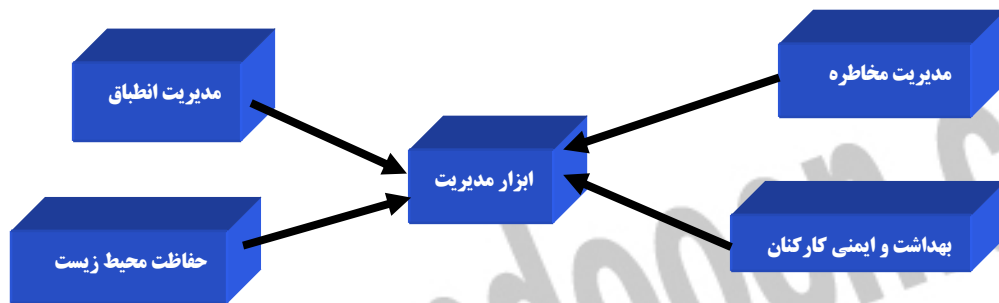 مدیریت مخاطره
مدیریت انطباق
ابزار مدیریت
بهداشت و ایمنی کارکنان
حفاظت محیط زیست